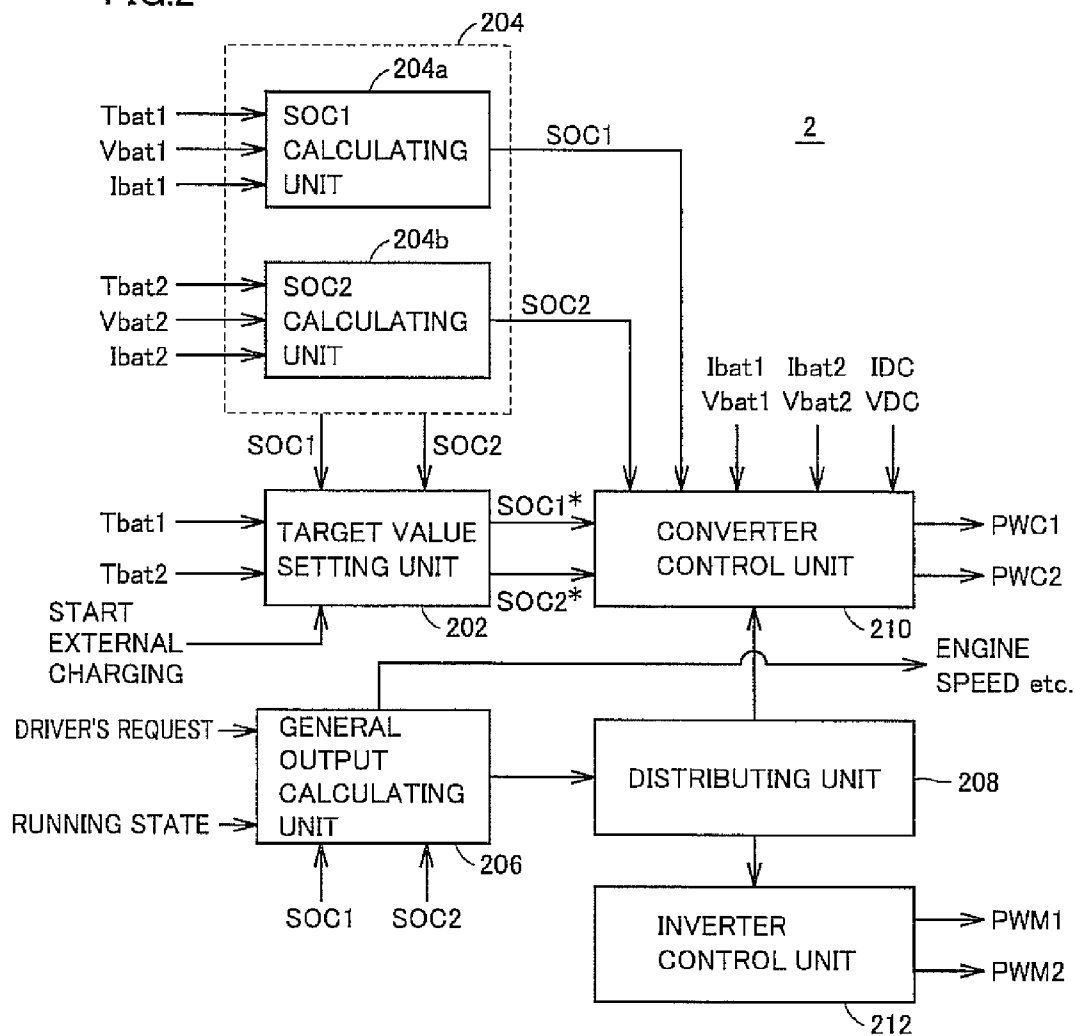 FIG.2
204
204a
Tbat1
Vbat1
Ibat1
SOC1
CALCULATING
UNIT
SOC1
2
204b
Tbat2
Vbat2
Ibat2
SOC2
CALCULATING
UNIT
SOC2
Ibat1 Ibat2 IDC
Vbat1 Vbat2 VDC
SOC1
SOC2
Tbat1
Tbat2
START
EXTERNAL
CHARGING
TARGET VALUE
SETTING UNIT
202
SOC1*
SOC2*
CONVERTER
CONTROL UNIT
210
PWC1
PWC2
ENGINE
SPEED etc.
DRIVER'S REQUEST
RUNNING STATE
GENERAL
OUTPUT
CALCULATING
UNIT
206
SOC1
SOC2
DISTRIBUTING UNIT
208
INVERTER
CONTROL UNIT
212
PWM1
PWM2